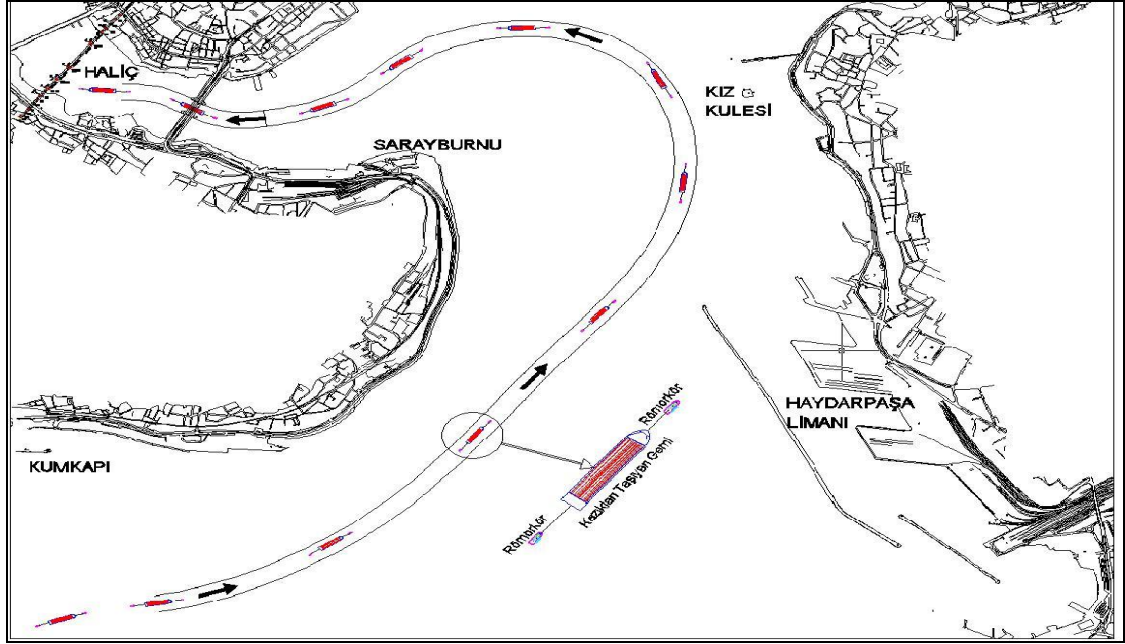 HALİÇ
KIZ
KULESİ
SARAYBURNU
HAYDARPAŞA
LİMANI
KUMKAPI
Römorkör
Kazıkları Taşıyan Gemi
Römorkör